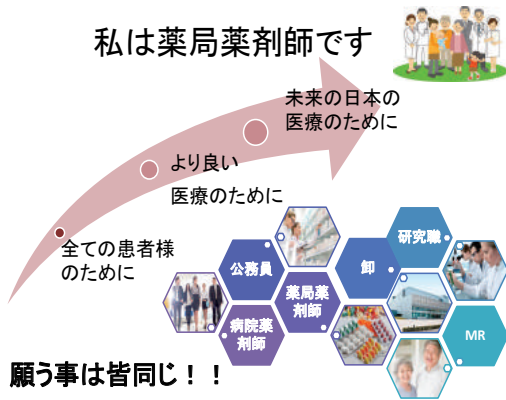 私は薬局薬剤師です
未来の日本の
医療のために
より良い
医療のために
全ての患者様
のために
研究職
公務員
卸
薬局薬
剤師
病院薬
剤師
MR
願う事は皆同じ！！